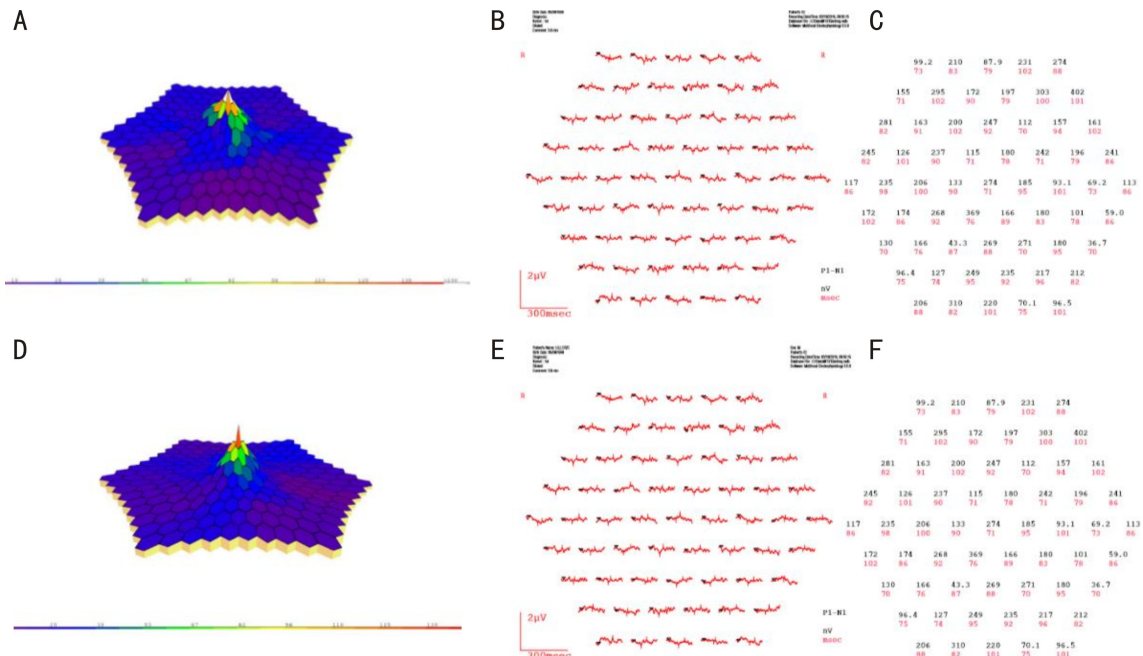 A
B
C
R
R
2μV
300msec
P1-N1
nV
msec
99.2 210 87.9 231 274
73 83 79 102 88
155 295 172 197 303 402
71 102 90 79 100 101
281 163 200 247 112 157 161
82 91 102 92 70 94 102
245 126 237 115 180 242 196 241
82 101 90 71 78 71 79 86
117 235 206 133 274 185 93.1 69.2 113
86 98 100 90 71 95 101 73 86
172 174 268 369 166 180 101 59.0
102 86 92 76 89 83 78 86
130 166 43.3 269 271 180 36.7
70 76 87 88 70 95 70
96.4 127 249 235 217 212
75 74 95 92 96 82
206 310 220 70.1 96.5
88 82 101 75 101
D
E
F
R
R
2μV
300msec
P1-N1
nV
msec
99.2 210 87.9 231 274
73 83 79 102 88
155 295 172 197 303 402
71 102 90 79 100 101
281 163 200 247 112 157 161
82 91 102 92 70 94 102
245 126 237 115 180 242 196 241
82 101 90 71 78 71 79 86
117 235 206 133 274 185 93.1 69.2 113
86 98 100 90 71 95 101 73 86
172 174 268 369 166 180 101 59.0
102 86 92 76 89 83 78 86
130 166 43.3 269 271 180 36.7
70 76 87 88 70 95 70
96.4 127 249 235 217 212
75 74 95 92 96 82
206 310 220 70.1 96.5
88 82 101 75 101